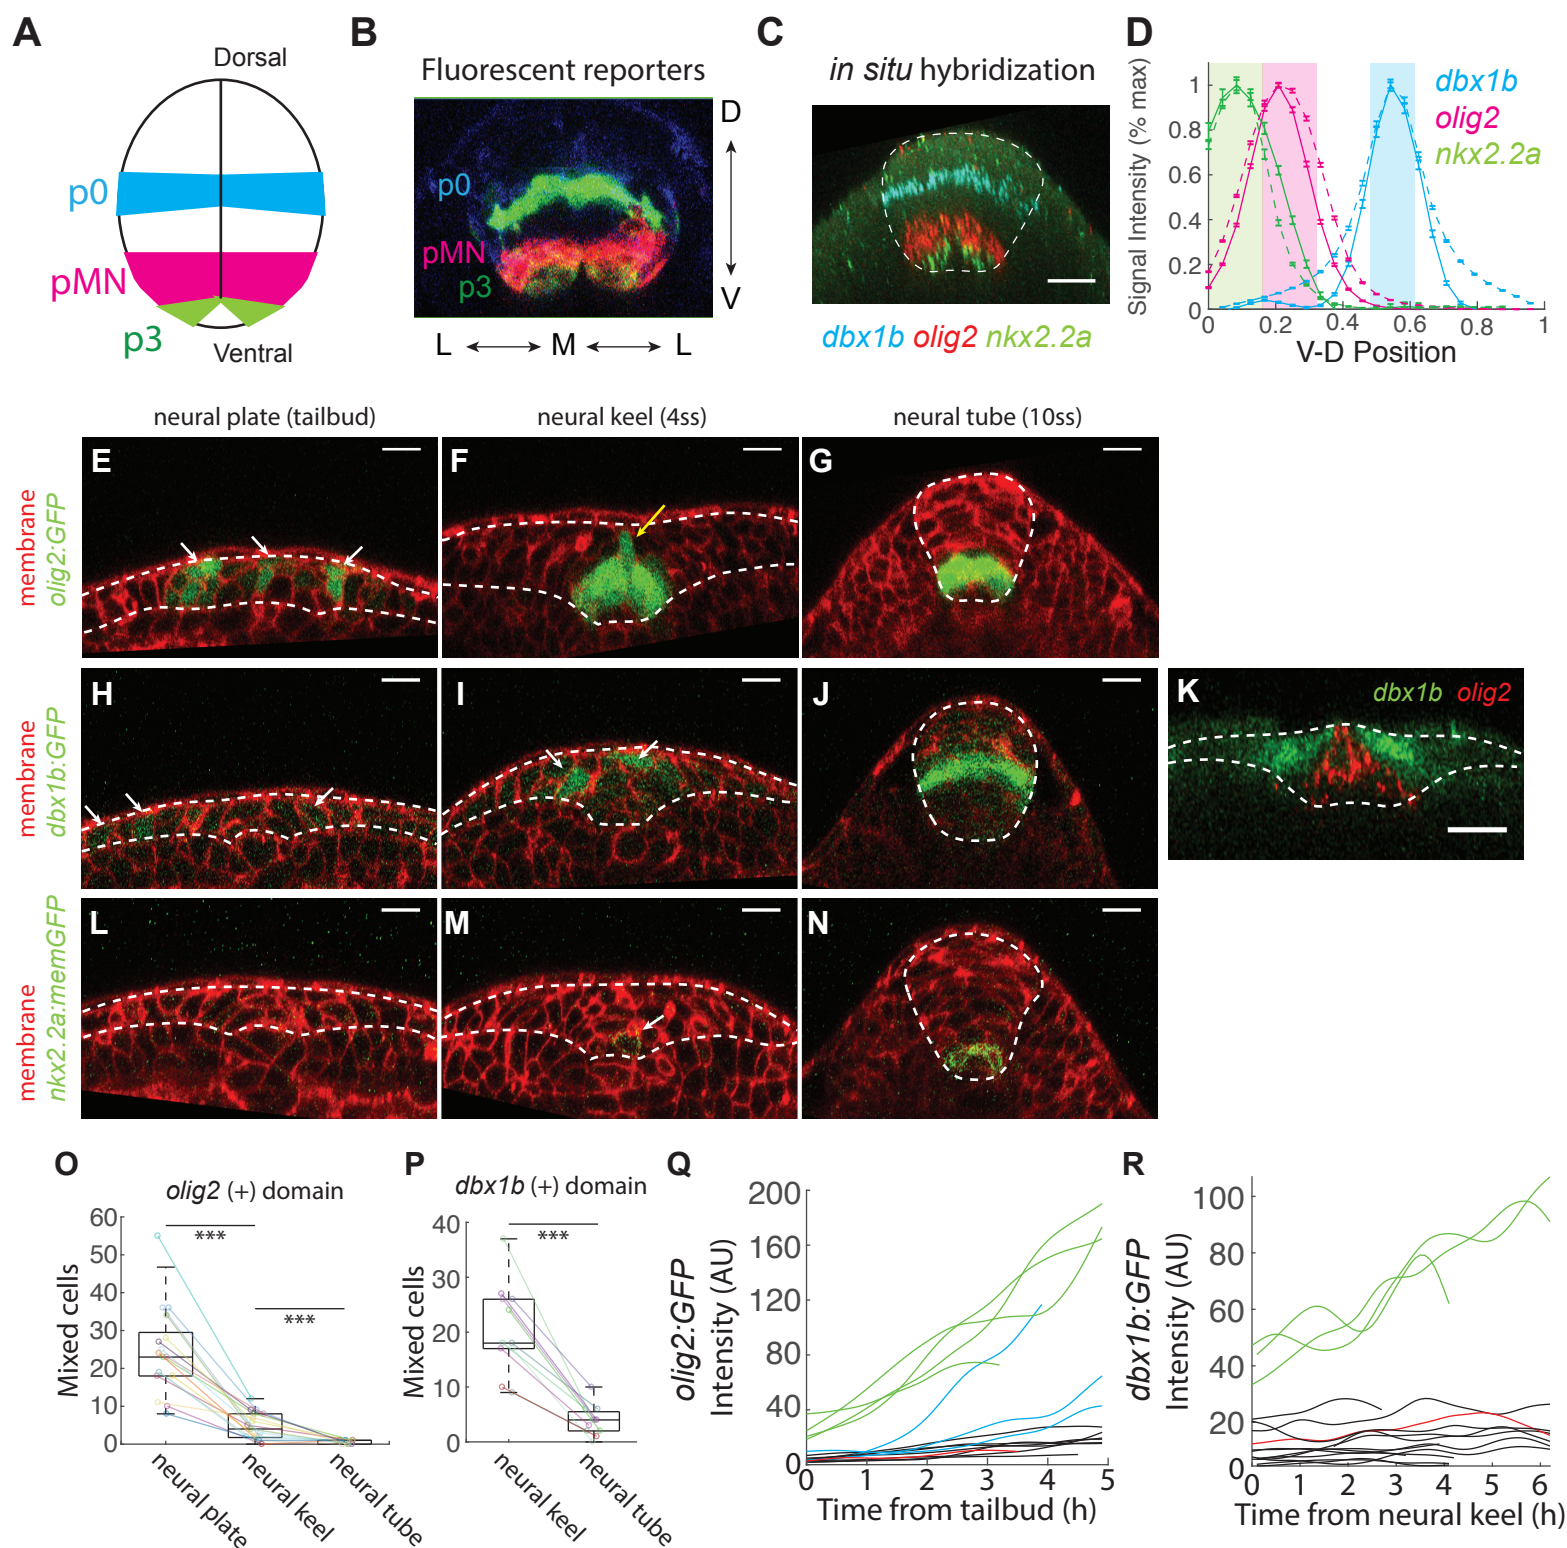 A
Dorsal
p0
pMN
p3
Ventral
B
Fluorescent reporters
p0
pMN
p3
D
V
L
M
L
C
in situ hybridization
dbx1b olig2 nkx2.2a
D
Signal Intensity (% max)
1
0.8
0.6
0.4
0.2
0
0
0.2
0.4
0.6
0.8
1
V-D Position
dbx1b
olig2
nkx2.2a
neural plate (tailbud)
neural keel (4ss)
neural tube (10ss)
membrane
olig2:GFP
E
F
G
membrane
dbx1b:GFP
H
I
J
K
dbx1b olig2
membrane
nkx2.2a:memGFP
L
M
N
O
olig2 (+) domain
Mixed cells
60
50
40
30
20
10
0
***
***
neural plate
neural keel
neural tube
P
dbx1b (+) domain
Mixed cells
40
30
20
10
0
***
neural keel
neural tube
Q
olig2:GFP
Intensity (AU)
200
160
120
80
40
0
0
1
2
3
4
5
Time from tailbud (h)
R
dbx1b:GFP
Intensity (AU)
100
80
60
40
20
0
0
1
2
3
4
5
6
Time from neural keel (h)